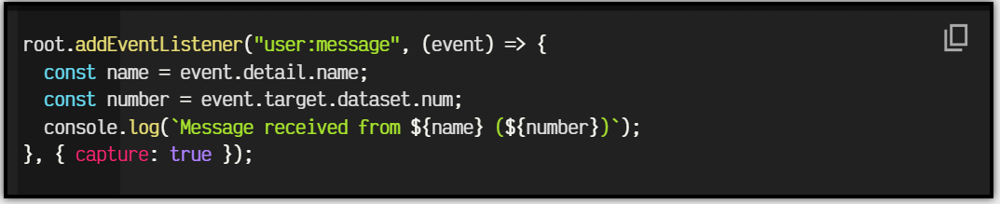 root.addEventListener("user:message", (event) => {
  const name = event.detail.name;
  const number = event.target.dataset.num;
  console.log(`Message received from ${name} (${number})`);
}, { capture: true });